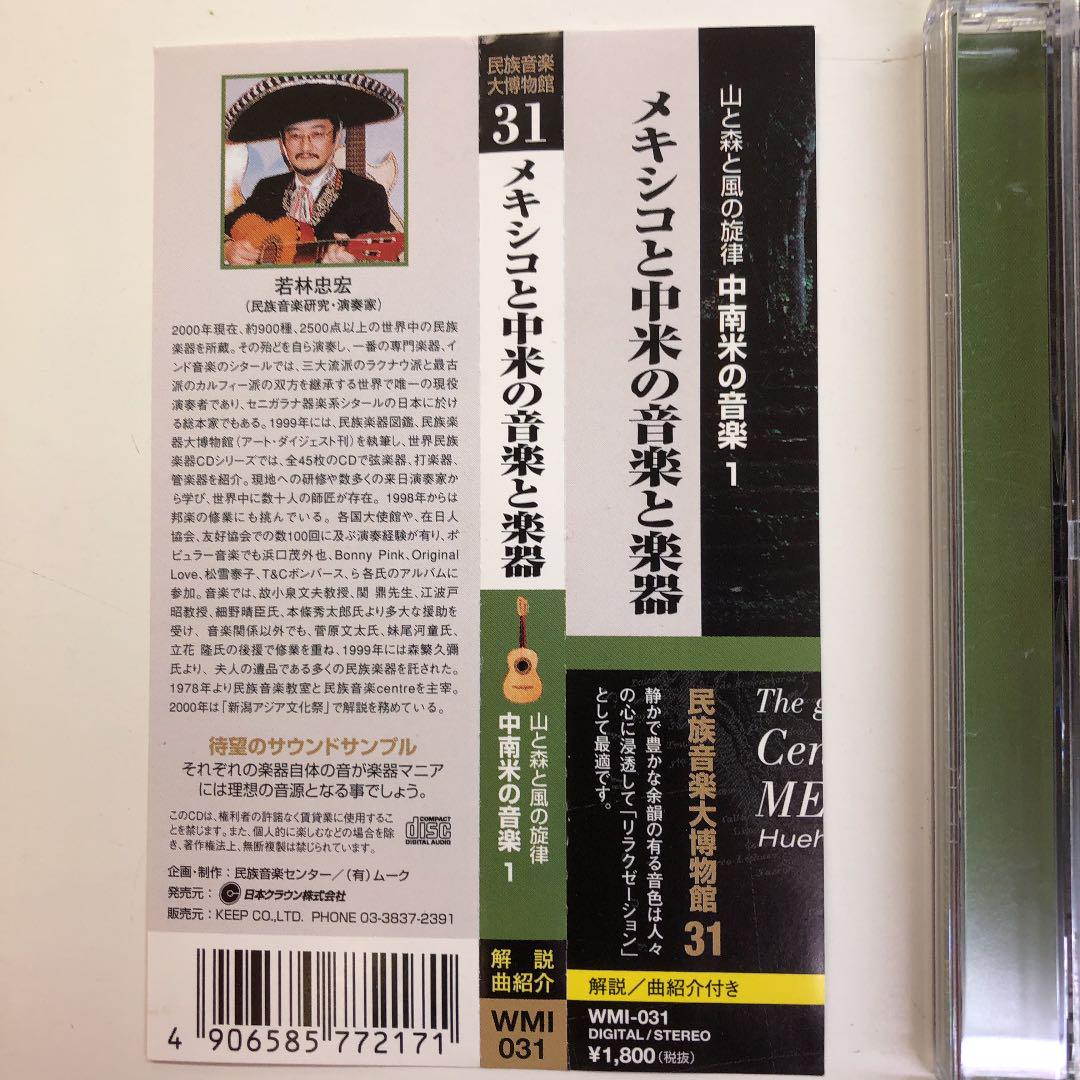 若林忠宏
(民族音楽研究・演奏家)
2000年現在、約900種、2500点以上の世界中の民族
楽器を所蔵。その殆どを自ら演奏し、一番の専門楽器、イ
ンド音楽のシタールでは、三大流派のラクナウ派と最古
派のカルフィー派の双方を継承する世界で唯一の現役
演奏者であり、セニガラナ器楽系シタールの日本に於け
る総本家でもある。1999年には、民族楽器図鑑、民族楽
器大博物館(アート・ダイジェスト刊)を執筆し、世界民族
楽器CDシリーズでは、全45枚のCDで弦楽器、打楽器、
管楽器を紹介。現地への研修や数多くの来日演奏家か
ら学び、世界中に数十人の師匠が存在。1998年からは
邦楽の修業にも挑んでいる。各国大使館や、在日人
協会、友好協会での数100回に及ぶ演奏経験が有り、ポ
ピュラー音楽でも浜口茂外也、Bonny Pink、Original
Love、松雪泰子、T&Cボンバース、ら各氏のアルバムに
参加。音楽では、故小泉文夫教授、関 鼎先生、江波戸
昭教授、細野晴臣氏、本條秀太郎氏より多大な援助を
受け、音楽関係以外でも、菅原文太氏、妹尾河童氏、
立花 隆氏の後援で修業を重ね、1999年には森繁久彌
氏より、夫人の遺品である多くの民族楽器を託された。
1978年より民族音楽教室と民族音楽centreを主宰。
2000年は「新潟アジア文化祭」で解説を務めている。
待望のサウンドサンプル
それぞれの楽器自体の音が楽器マニア
には理想の音源となる事でしょう。
このCDは、権利者の許諾なく賃貸業に使用するこ
とを禁じます。また、個人的に楽しむなどの場合を除
き、著作権法上、無断複製は禁じられています。
COMPACT
disc
DIGITAL AUDIO
企画・制作：民族音楽センター／(有)ムーク
発売元：日本クラウン株式会社
販売元：KEEP CO.,LTD. PHONE 03-3837-2391
4 906585 772171
民族音楽
大博物館
31
メキシコと中米の音楽と楽器
山と森と風の旋律
中南米の音楽 1
解説
曲紹介
WMI
031
山と森と風の旋律 中南米の音楽 1
メキシコと中米の音楽と楽器
民族音楽大博物館 31
静かで豊かな余韻の有る音色は人々
の心に浸透して「リラクゼーション」
として最適です。
The g
Cen
ME
Hueh
解説／曲紹介付き
WMI-031
DIGITAL/STEREO
¥1,800(税抜)